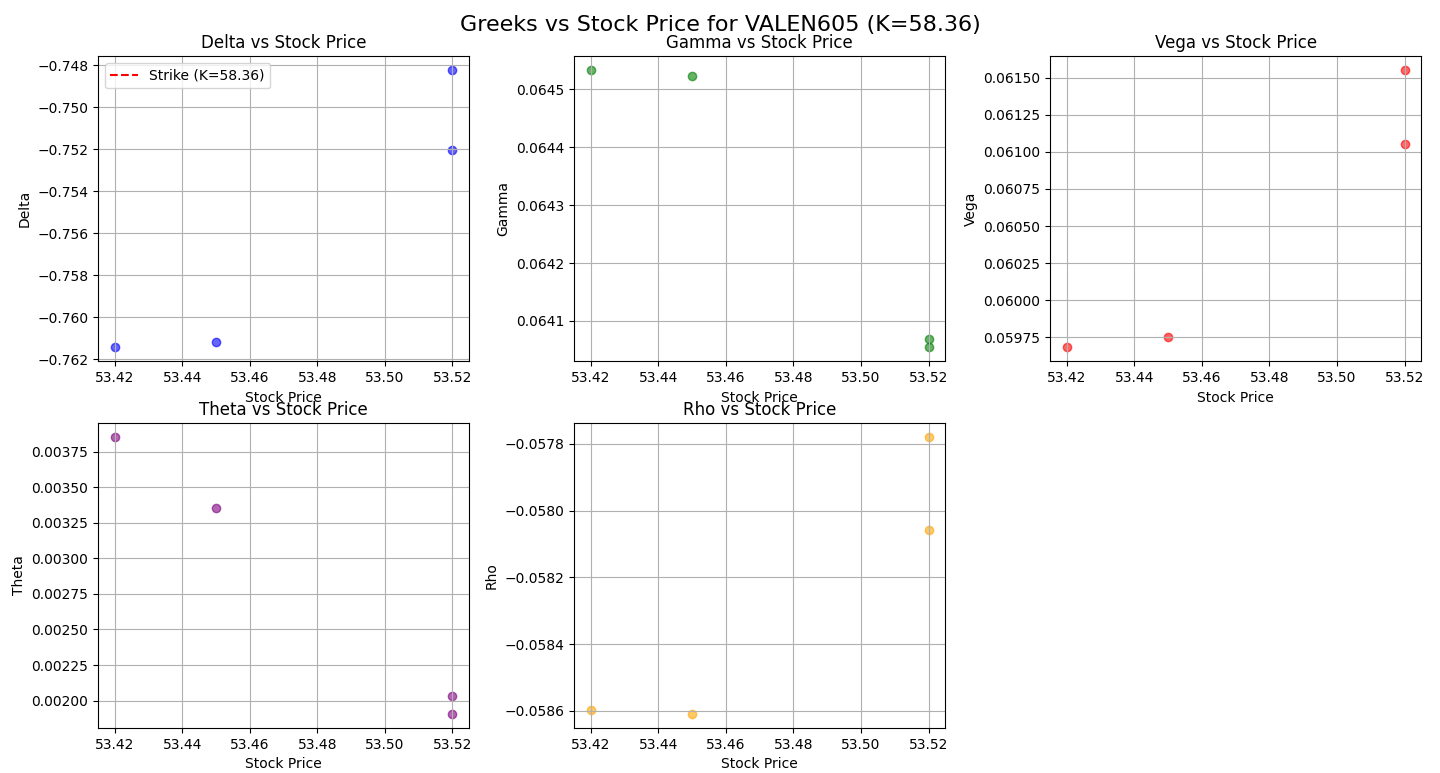 Greeks vs Stock Price for VALEN605 (K=58.36)
Delta vs Stock Price
Strike (K=58.36)
−0.748
−0.750
−0.752
−0.754
−0.756
−0.758
−0.760
−0.762
Delta
53.42 53.44 53.46 53.48 53.50 53.52
Stock Price
Gamma vs Stock Price
0.0645
0.0644
0.0643
0.0642
0.0641
Gamma
53.42 53.44 53.46 53.48 53.50 53.52
Stock Price
Vega vs Stock Price
0.06150
0.06125
0.06100
0.06075
0.06050
0.06025
0.06000
0.05975
Vega
53.42 53.44 53.46 53.48 53.50 53.52
Stock Price
Theta vs Stock Price
0.00375
0.00350
0.00325
0.00300
0.00275
0.00250
0.00225
0.00200
Theta
53.42 53.44 53.46 53.48 53.50 53.52
Stock Price
Rho vs Stock Price
−0.0578
−0.0580
−0.0582
−0.0584
−0.0586
Rho
53.42 53.44 53.46 53.48 53.50 53.52
Stock Price